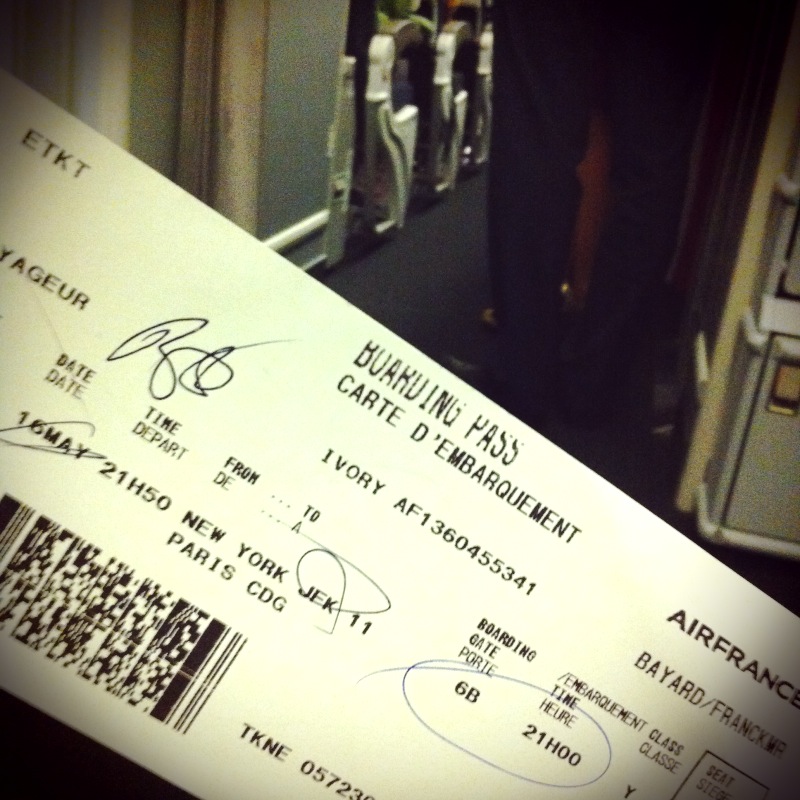 ETKT
YAGEUR
BOARDING PASS
CARTE D'EMBARQUEMENT
IVORY AF1360455341
DATE
DATE
TIME
DEPART
FROM ... TO
DE ... A
16MAY 21H50 NEW YORK JFK 11
PARIS CDG
TKNE 05723
AIRFRANCE
BAYARD/FRANCKMR
BOARDING
GATE
PORTE
/EMBARQUEMENT CLASS
TIME
HEURE
CLASSE
6B
21H00
Y
SEAT
SIEGE